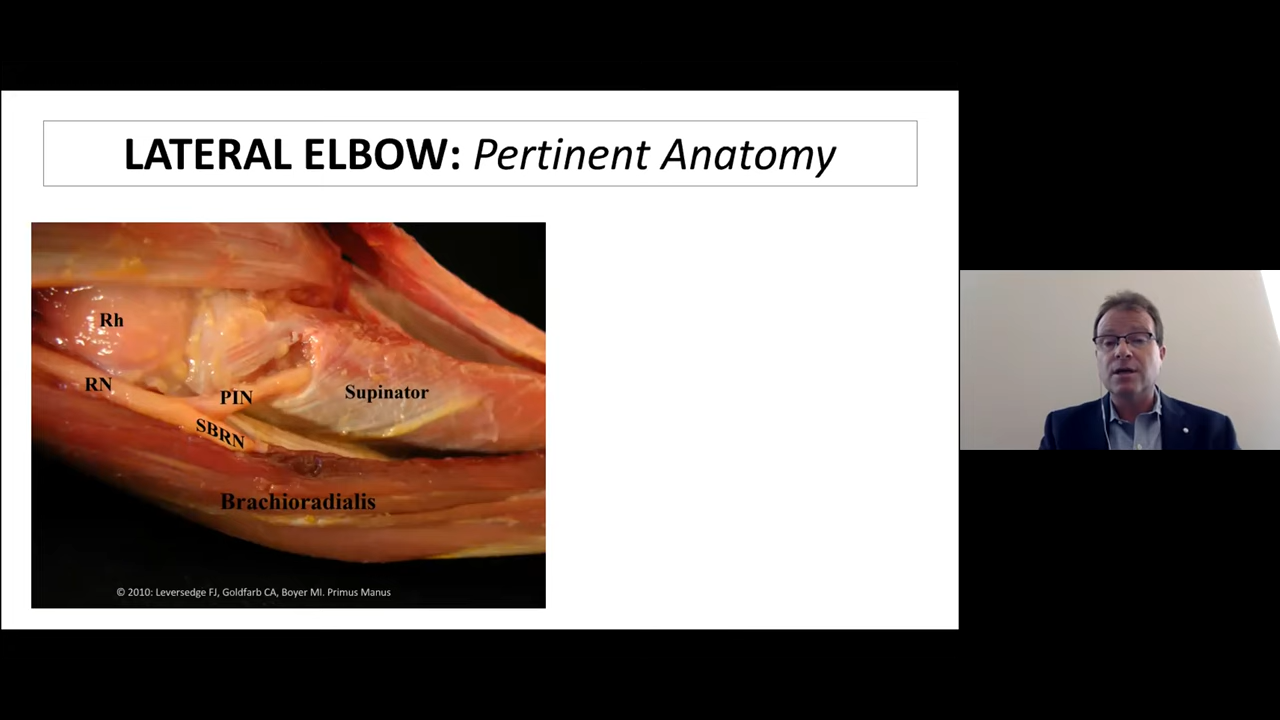 LATERAL ELBOW: Pertinent Anatomy
Rh
RN
PIN
Supinator
SBRN
Brachioradialis
© 2010: Leversedge FJ, Goldfarb CA, Boyer MI. Primus Manus